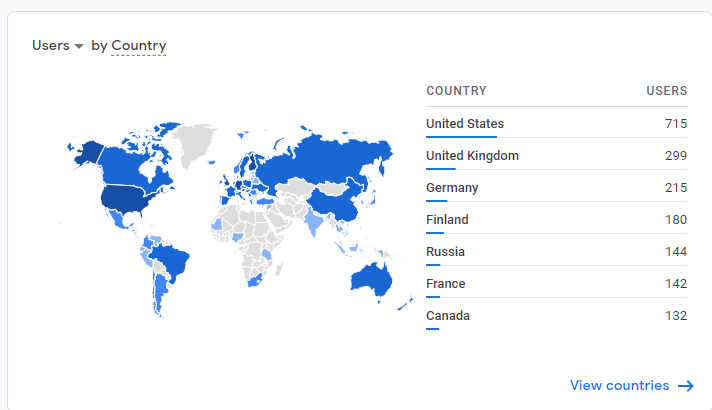 Users by Country
COUNTRY USERS
United States 715
United Kingdom 299
Germany 215
Finland 180
Russia 144
France 142
Canada 132
View countries